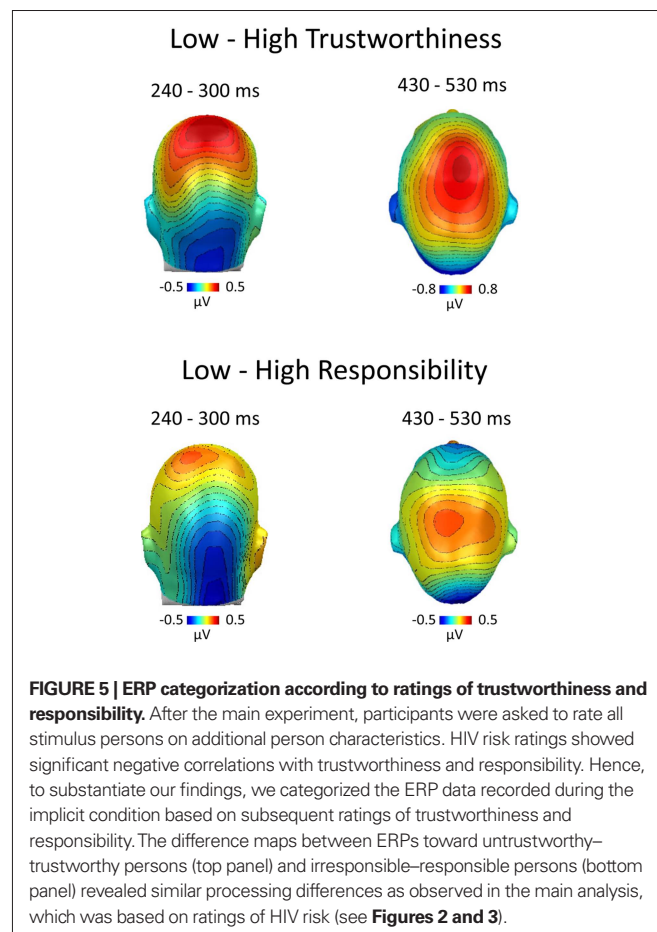 Low - High Trustworthiness
240 - 300 ms
430 - 530 ms
-0.5 0.5
μV
-0.8 0.8
μV
Low - High Responsibility
240 - 300 ms
430 - 530 ms
-0.5 0.5
μV
-0.5 0.5
μV
FIGURE 5 | ERP categorization according to ratings of trustworthiness and
responsibility. After the main experiment, participants were asked to rate all
stimulus persons on additional person characteristics. HIV risk ratings showed
significant negative correlations with trustworthiness and responsibility. Hence,
to substantiate our findings, we categorized the ERP data recorded during the
implicit condition based on subsequent ratings of trustworthiness and
responsibility. The difference maps between ERPs toward untrustworthy–
trustworthy persons (top panel) and irresponsible–responsible persons (bottom
panel) revealed similar processing differences as observed in the main analysis,
which was based on ratings of HIV risk (see Figures 2 and 3).